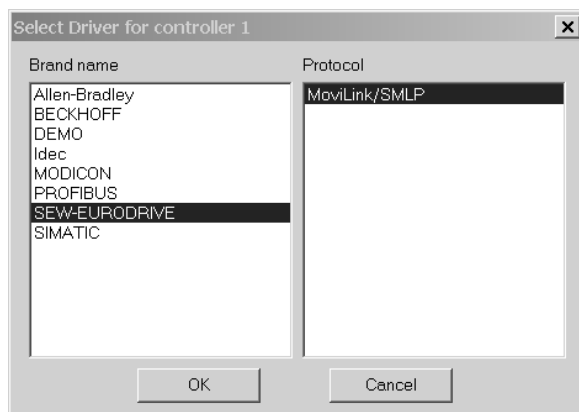 Select Driver for controller 1
Brand name
Protocol
Allen-Bradley
BECKHOFF
DEMO
Idec
MODICON
PROFIBUS
SEW-EURODRIVE
SIMATIC
MoviLink/SMLP
OK
Cancel